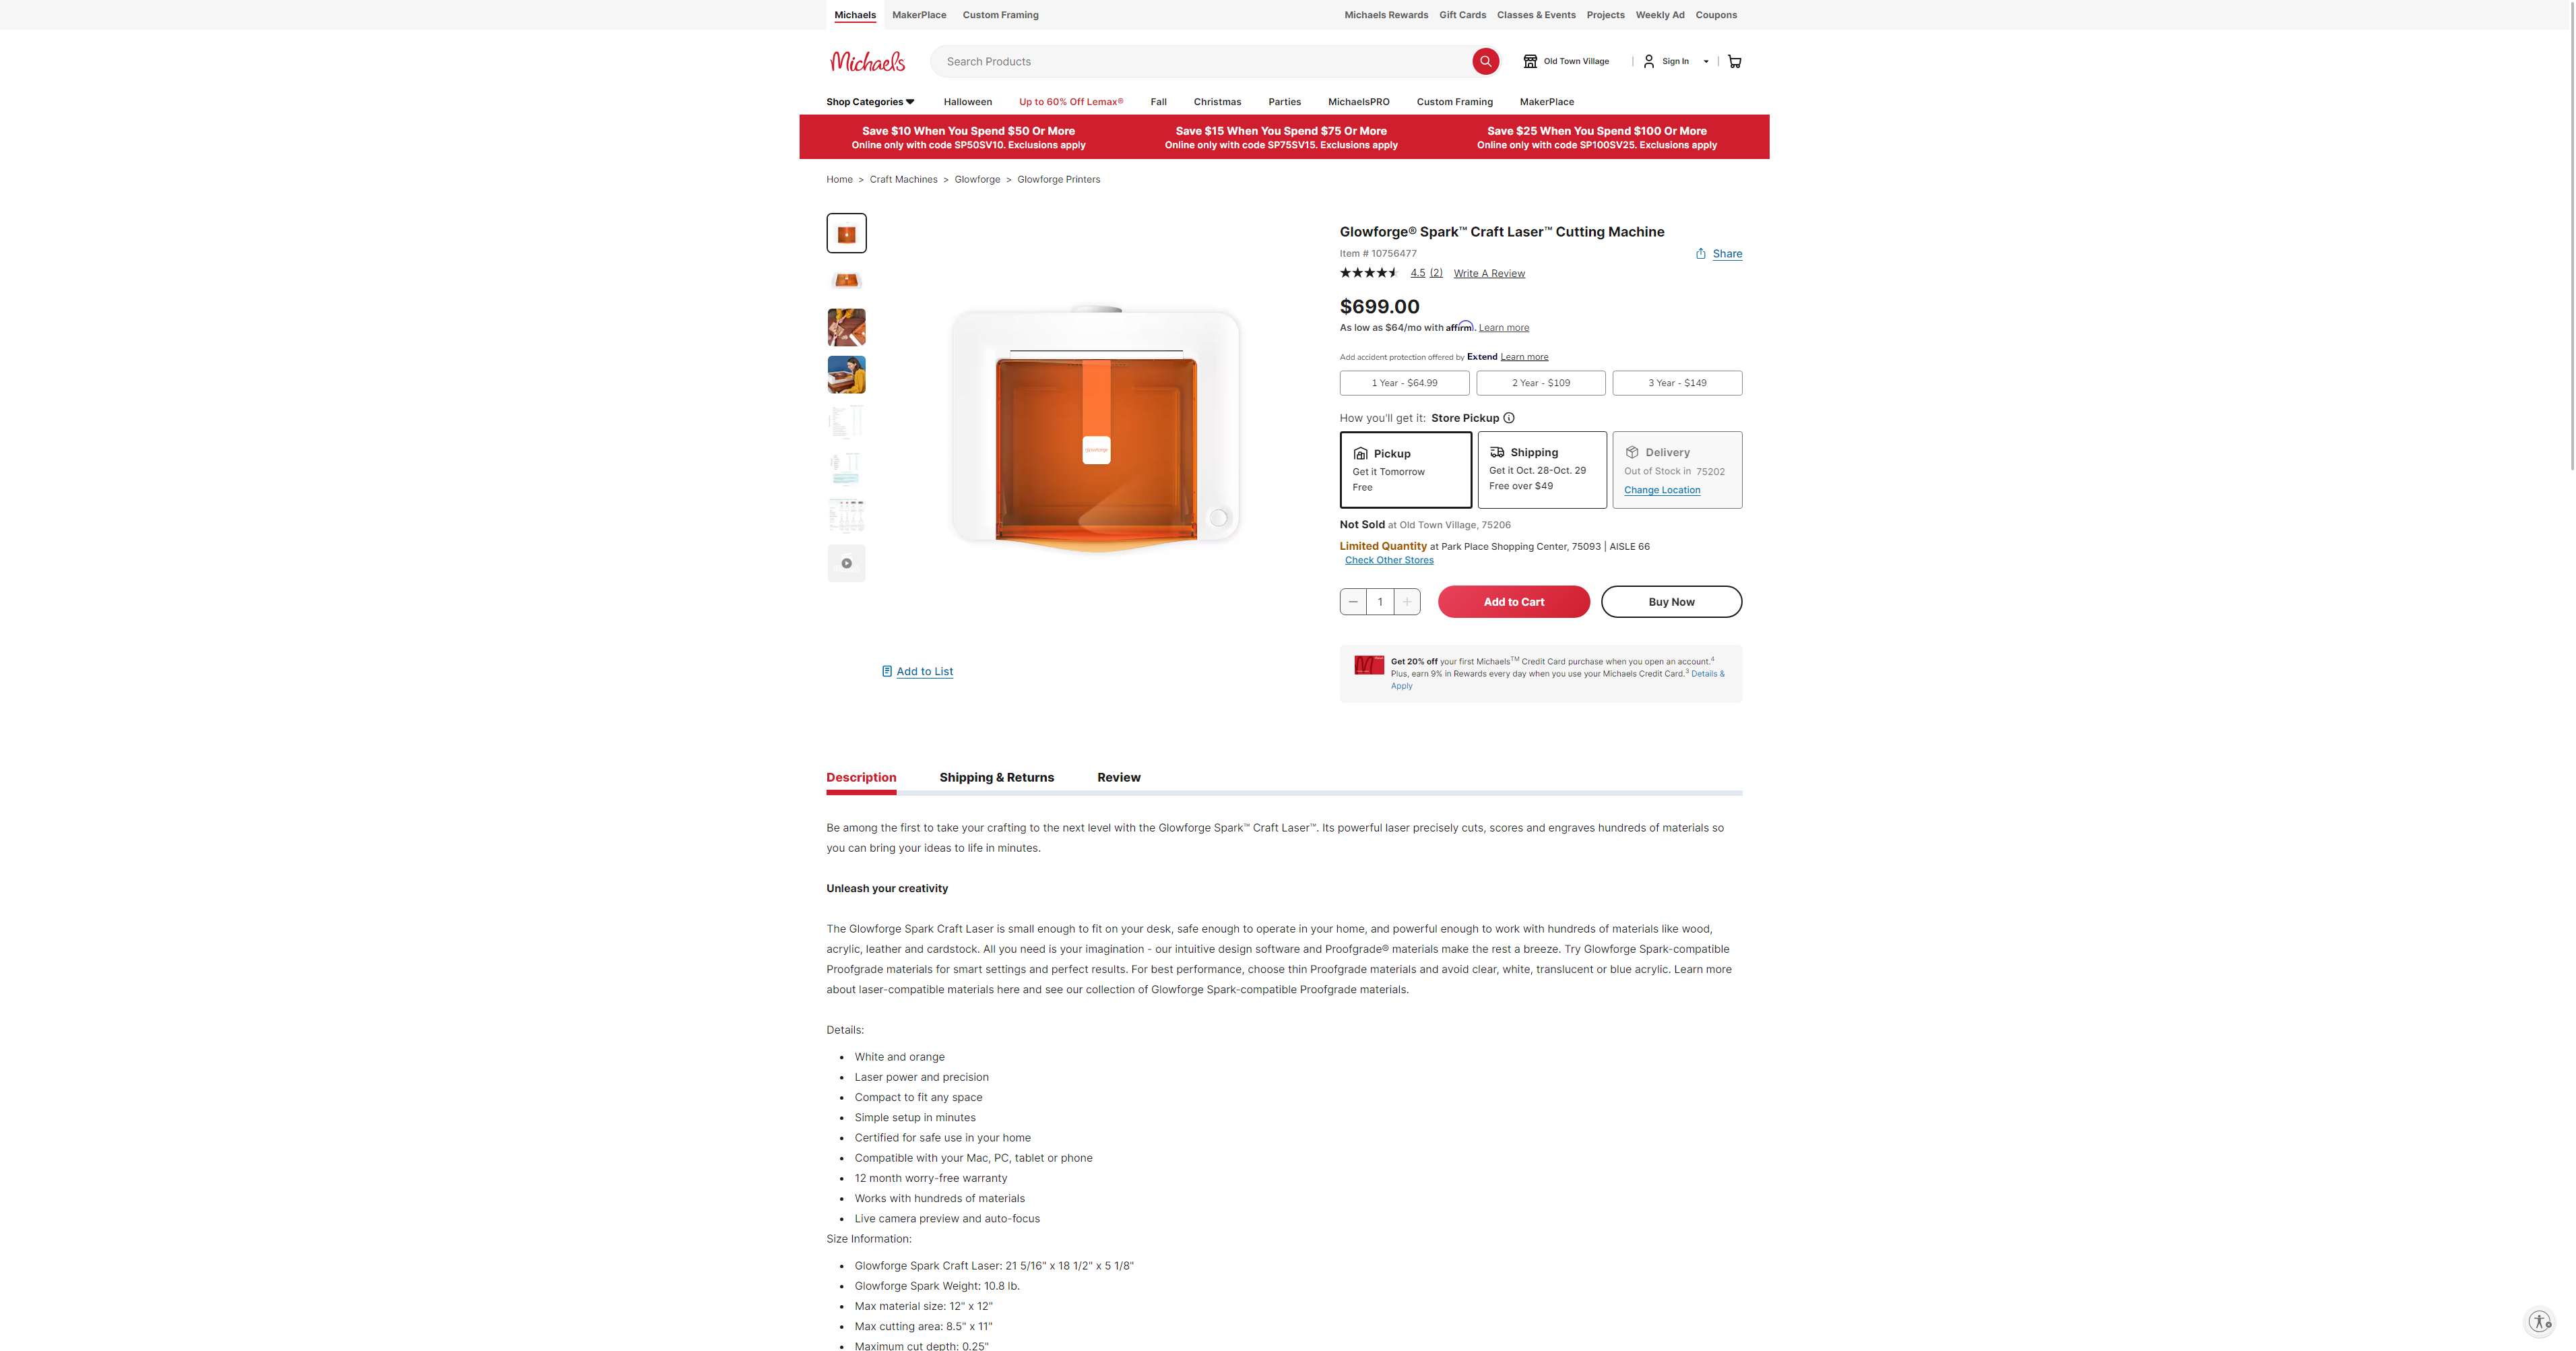 Michaels MakerPlace Custom Framing Michaels Rewards Gift Cards Classes & Events Projects Weekly Ad Coupons
Michaels Search Products Old Town Village | Sign In |
Shop Categories Halloween Up to 60% Off Lemax® Fall Christmas Parties MichaelsPRO Custom Framing MakerPlace
Save $10 When You Spend $50 Or More
Online only with code SP50SV10. Exclusions apply
Save $15 When You Spend $75 Or More
Online only with code SP75SV15. Exclusions apply
Save $25 When You Spend $100 Or More
Online only with code SP100SV25. Exclusions apply
Home > Craft Machines > Glowforge > Glowforge Printers
glowforge
Add to List
Glowforge® Spark™ Craft Laser™ Cutting Machine
Item # 10756477
Share
4.5 (2) Write A Review
$699.00
As low as $64/mo with affirm. Learn more
Add accident protection offered by Extend Learn more
1 Year - $64.99 2 Year - $109 3 Year - $149
How you'll get it: Store Pickup
Pickup
Get it Tomorrow
Free
Shipping
Get it Oct. 28-Oct. 29
Free over $49
Delivery
Out of Stock in 75202
Change Location
Not Sold at Old Town Village, 75206
Limited Quantity at Park Place Shopping Center, 75093 | AISLE 66
Check Other Stores
1 Add to Cart Buy Now
Get 20% off your first Michaels™ Credit Card purchase when you open an account.⁴
Plus, earn 9% in Rewards every day when you use your Michaels Credit Card.³ Details &
Apply
Description Shipping & Returns Review
Be among the first to take your crafting to the next level with the Glowforge Spark™ Craft Laser™. Its powerful laser precisely cuts, scores and engraves hundreds of materials so
you can bring your ideas to life in minutes.
Unleash your creativity
The Glowforge Spark Craft Laser is small enough to fit on your desk, safe enough to operate in your home, and powerful enough to work with hundreds of materials like wood,
acrylic, leather and cardstock. All you need is your imagination - our intuitive design software and Proofgrade® materials make the rest a breeze. Try Glowforge Spark-compatible
Proofgrade materials for smart settings and perfect results. For best performance, choose thin Proofgrade materials and avoid clear, white, translucent or blue acrylic. Learn more
about laser-compatible materials here and see our collection of Glowforge Spark-compatible Proofgrade materials.
Details:
• White and orange
• Laser power and precision
• Compact to fit any space
• Simple setup in minutes
• Certified for safe use in your home
• Compatible with your Mac, PC, tablet or phone
• 12 month worry-free warranty
• Works with hundreds of materials
• Live camera preview and auto-focus
Size Information:
• Glowforge Spark Craft Laser: 21 5/16" x 18 1/2" x 5 1/8"
• Glowforge Spark Weight: 10.8 lb.
• Max material size: 12" x 12"
• Max cutting area: 8.5" x 11"
• Maximum cut depth: 0.25"